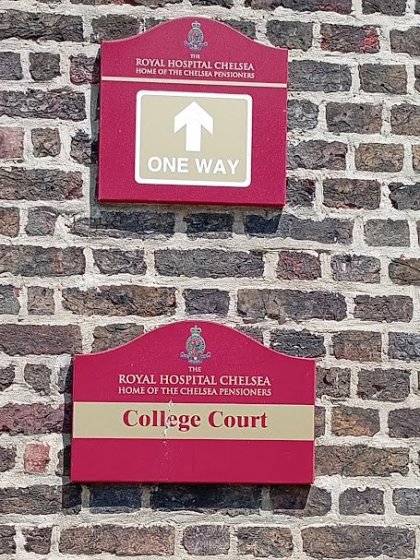 THE
ROYAL HOSPITAL CHELSEA
HOME OF THE CHELSEA PENSIONERS
ONE WAY
THE
ROYAL HOSPITAL CHELSEA
HOME OF THE CHELSEA PENSIONERS
College Court